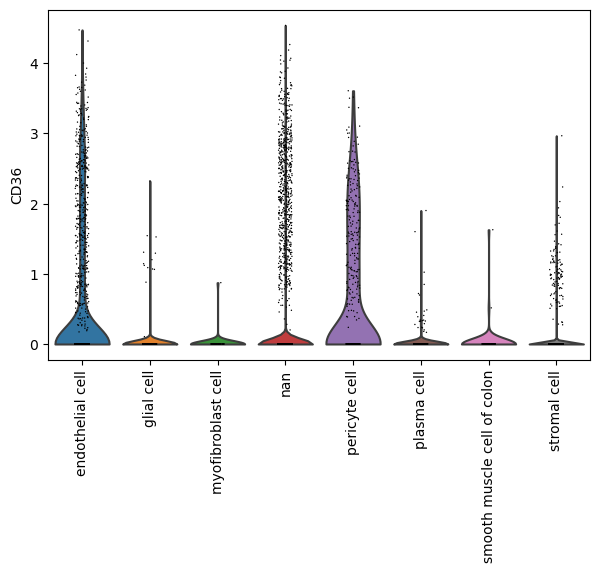 CD36
4
3
2
1
0
endothelial cell
glial cell
myofibroblast cell
nan
pericyte cell
plasma cell
smooth muscle cell of colon
stromal cell